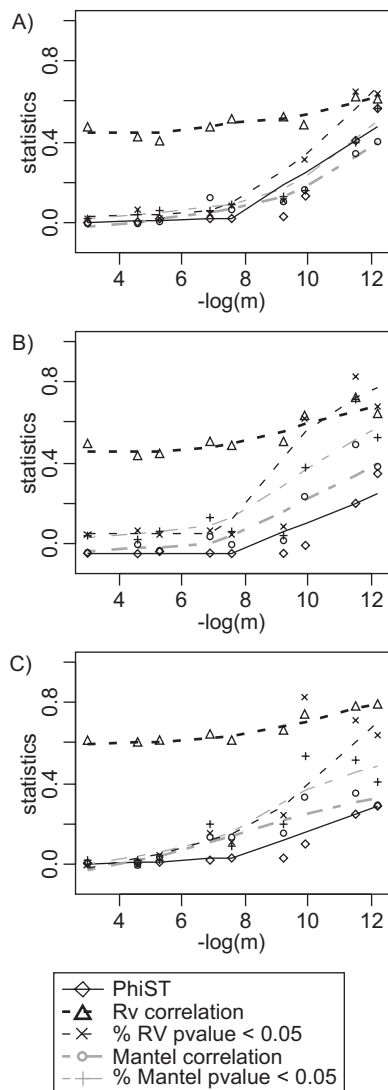 A)
0.8
statistics
0.4
0.0
4 6 8 10 12
-log(m)
B)
0.8
statistics
0.4
0.0
4 6 8 10 12
-log(m)
C)
0.8
statistics
0.4
0.0
4 6 8 10 12
-log(m)
PhiST
Rv correlation
% RV pvalue < 0.05
Mantel correlation
% Mantel pvalue < 0.05